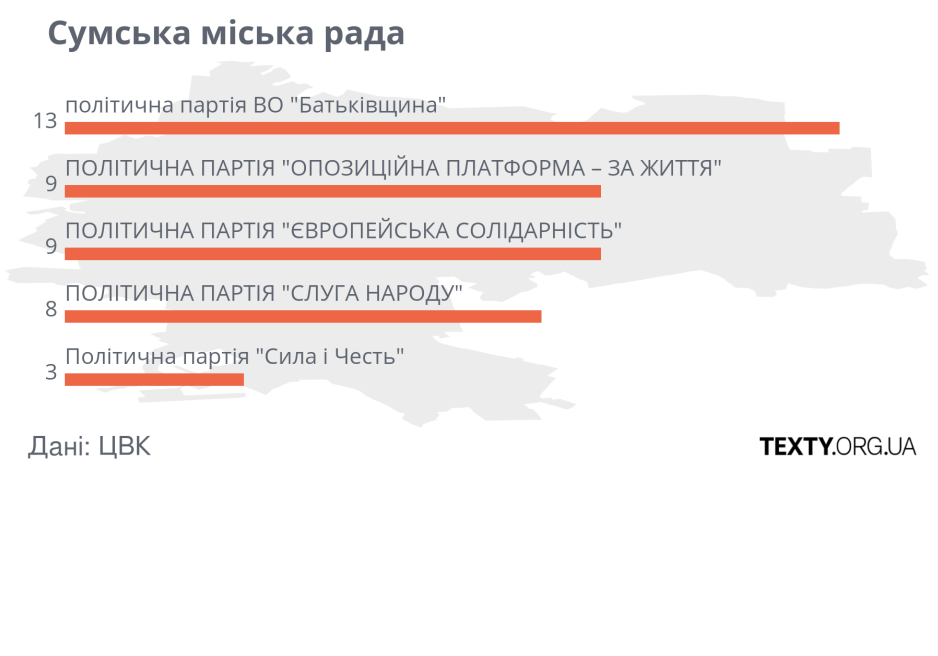 Сумська міська рада
політична партія ВО "Батьківщина"
13
ПОЛІТИЧНА ПАРТІЯ "ОПОЗИЦІЙНА ПЛАТФОРМА – ЗА ЖИТТЯ"
9
ПОЛІТИЧНА ПАРТІЯ "ЄВРОПЕЙСЬКА СОЛІДАРНІСТЬ"
9
ПОЛІТИЧНА ПАРТІЯ "СЛУГА НАРОДУ"
8
Політична партія "Сила і Честь"
3
Дані: ЦВК
TEXTY.ORG.UA